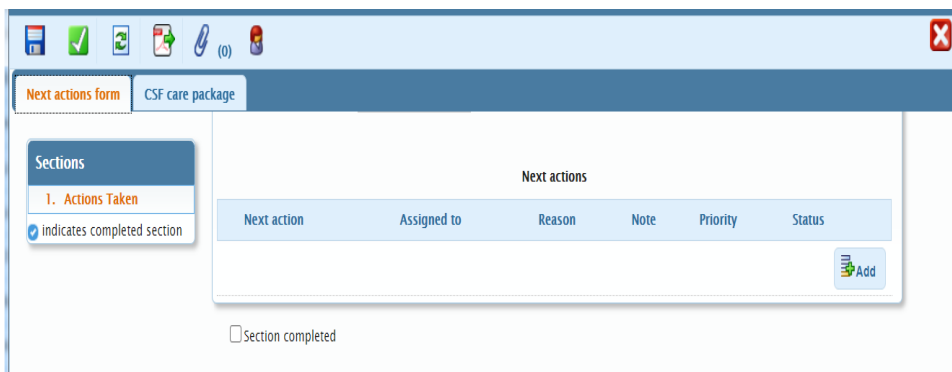 (0)
Next actions form CSF care package
Sections
1. Actions Taken
indicates completed section
Next actions
Next action Assigned to Reason Note Priority Status
Add
Section completed